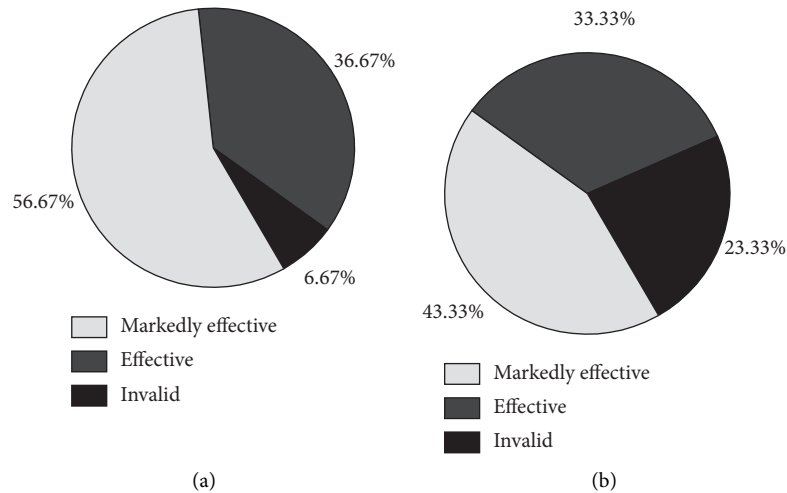 36.67%
56.67%
6.67%
Markedly effective
Effective
Invalid
(a)
33.33%
23.33%
43.33%
Markedly effective
Effective
Invalid
(b)